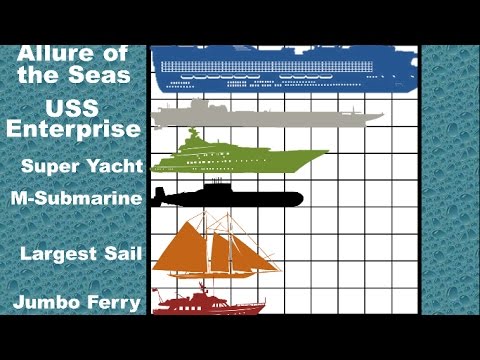 Allure of
the Seas
USS
Enterprise
Super Yacht
M-Submarine
Largest Sail
Jumbo Ferry